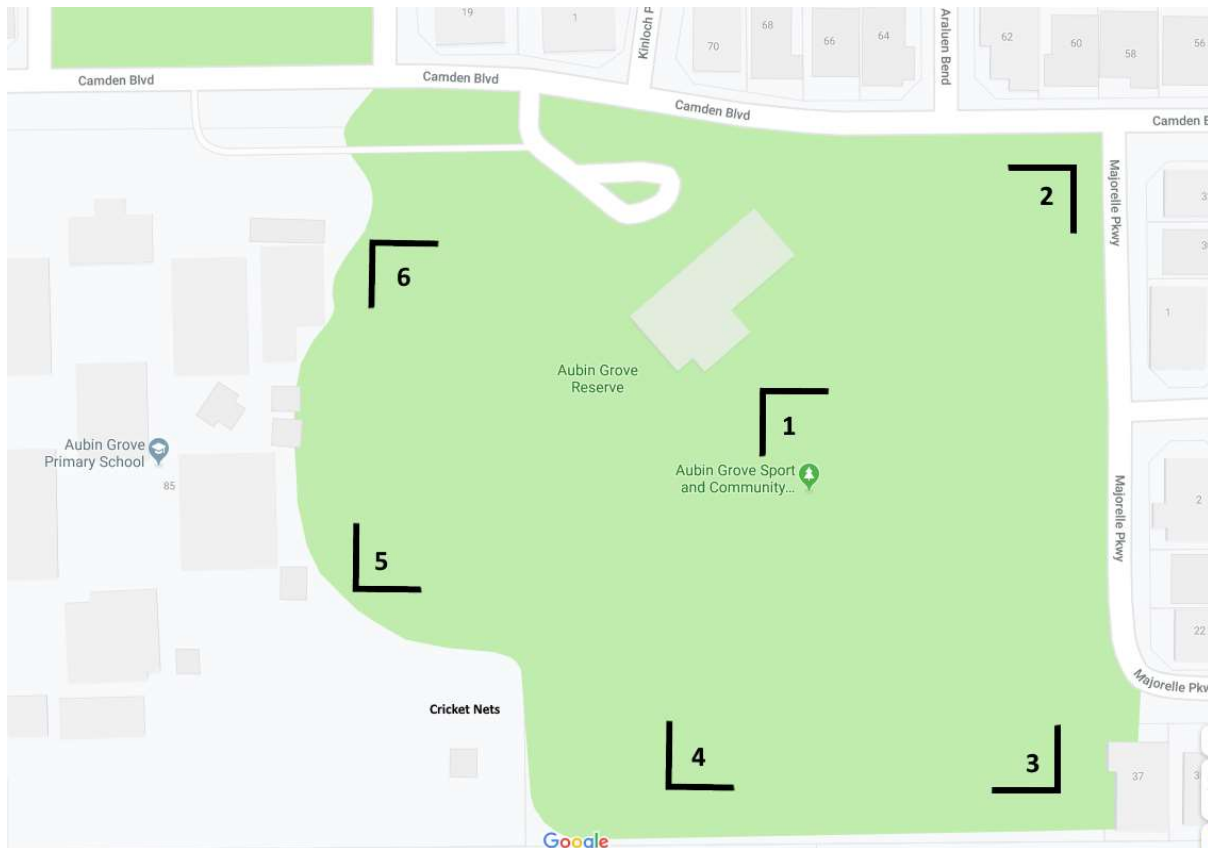 19
1
Kinloch P
68
70
66
64
Araluen Bend
62
60
58
56
Camden Blvd
Camden Blvd
Camden Blvd
Camden B
2
Majorelle Pkwy
6
1
Aubin Grove
Reserve
1
Aubin Grove Sport
and Community...
Aubin Grove
Primary School
85
Majorelle Pkwy
2
5
22
Majorelle Pkw
Cricket Nets
4
3
37
Google